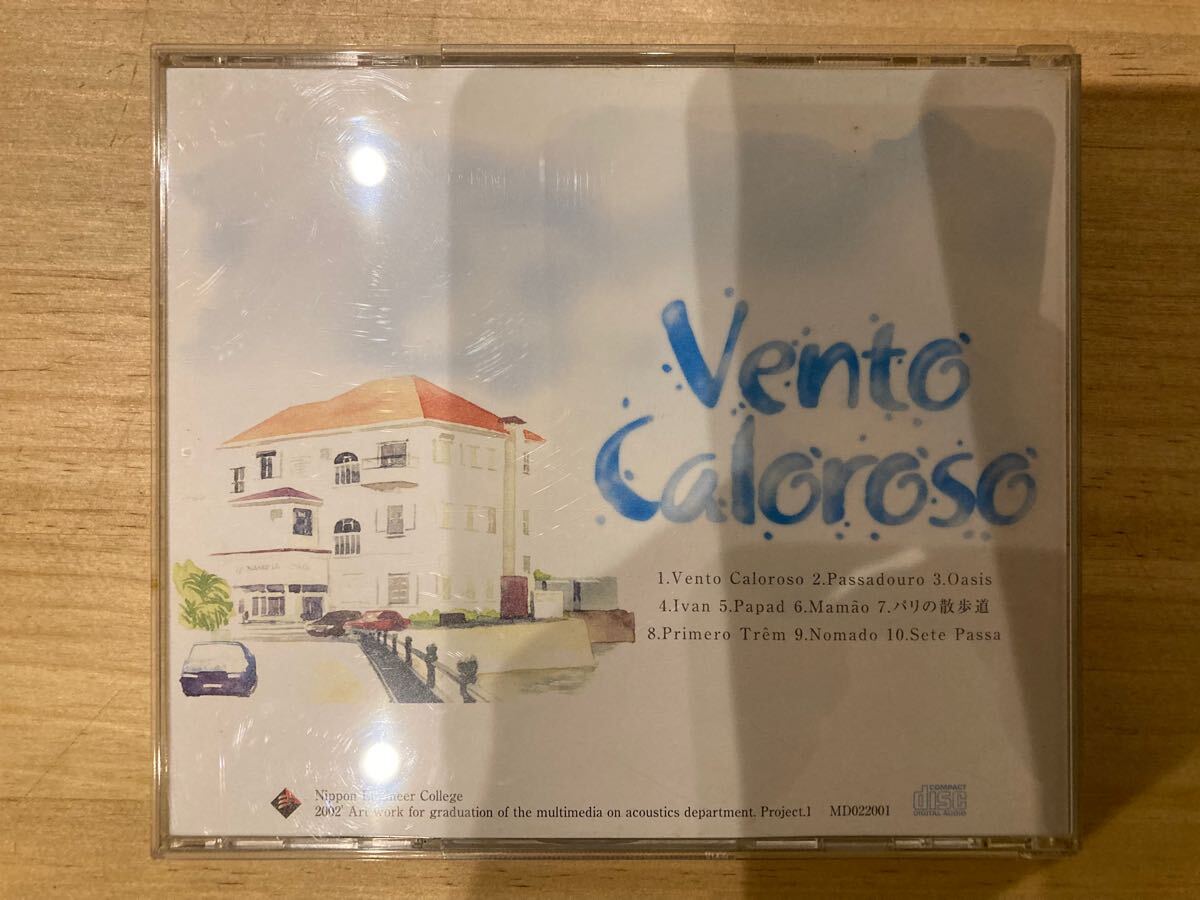 Vento
Caloroso
1.Vento Caloroso 2.Passadouro 3.Oasis
4.Ivan 5.Papad 6.Mamão 7.パリの散歩道
8.Primero Trêm 9.Nomado 10.Sete Passa
Nippon Engineer College
2002' Art work for graduation of the multimedia on acoustics department. Project.1 MD022001
COMPACT
disc
DIGITAL AUDIO